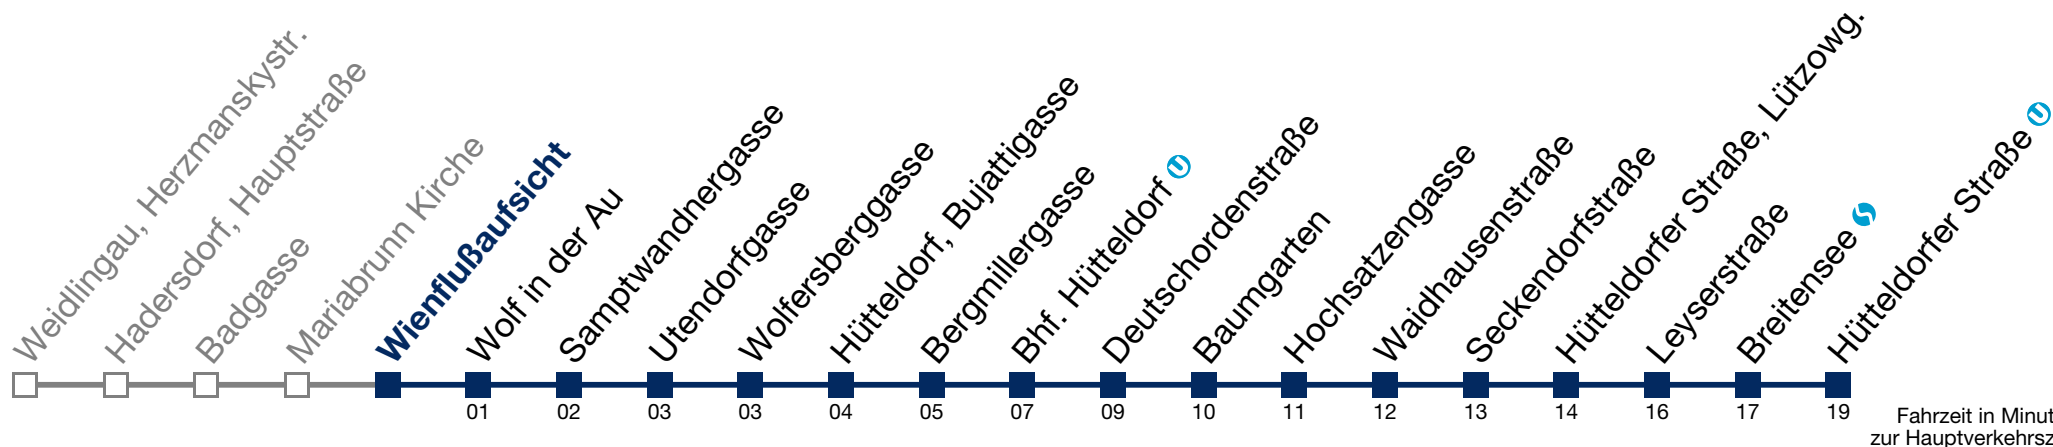 Weidlingau, Herzmanskystr.
Hadersdorf, Hauptstraße
Badgasse
Mariabrunn Kirche
Wienflußaufsicht
Wolf in der Au
Samptwandnergasse
Utendorfgasse
Wolfersberggasse
Hütteldorf, Bujattigasse
Bergmillergasse
Bhf. Hütteldorf U
Deutschordenstraße
Baumgarten
Hochsatzengasse
Waidhausenstraße
Seckendorfstraße
Hütteldorfer Straße, Lützowg.
Leyserstraße
Breitensee S
Hütteldorfer Straße U
01 02 03 03 04 05 07 09 10 11 12 13 14 16 17 19
Fahrzeit in Minut
zur Hauptverkehrsz